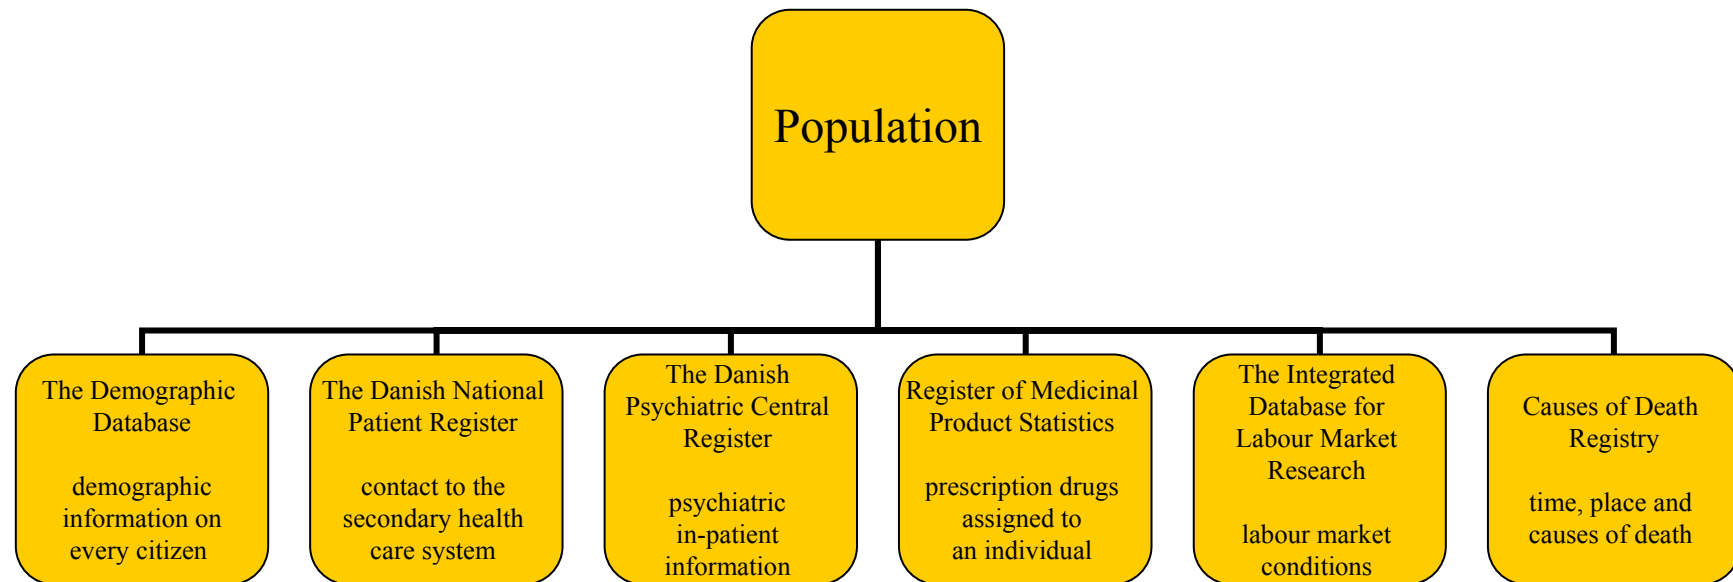 Population
The Demographic
Database
demographic
information on
every citizen
The Danish National
Patient Register
contact to the
secondary health
care system
The Danish
Psychiatric Central
Register
psychiatric
in-patient
information
Register of Medicinal
Product Statistics
prescription drugs
assigned to
an individual
The Integrated
Database for
Labour Market
Research
labour market
conditions
Causes of Death
Registry
time, place and
causes of death